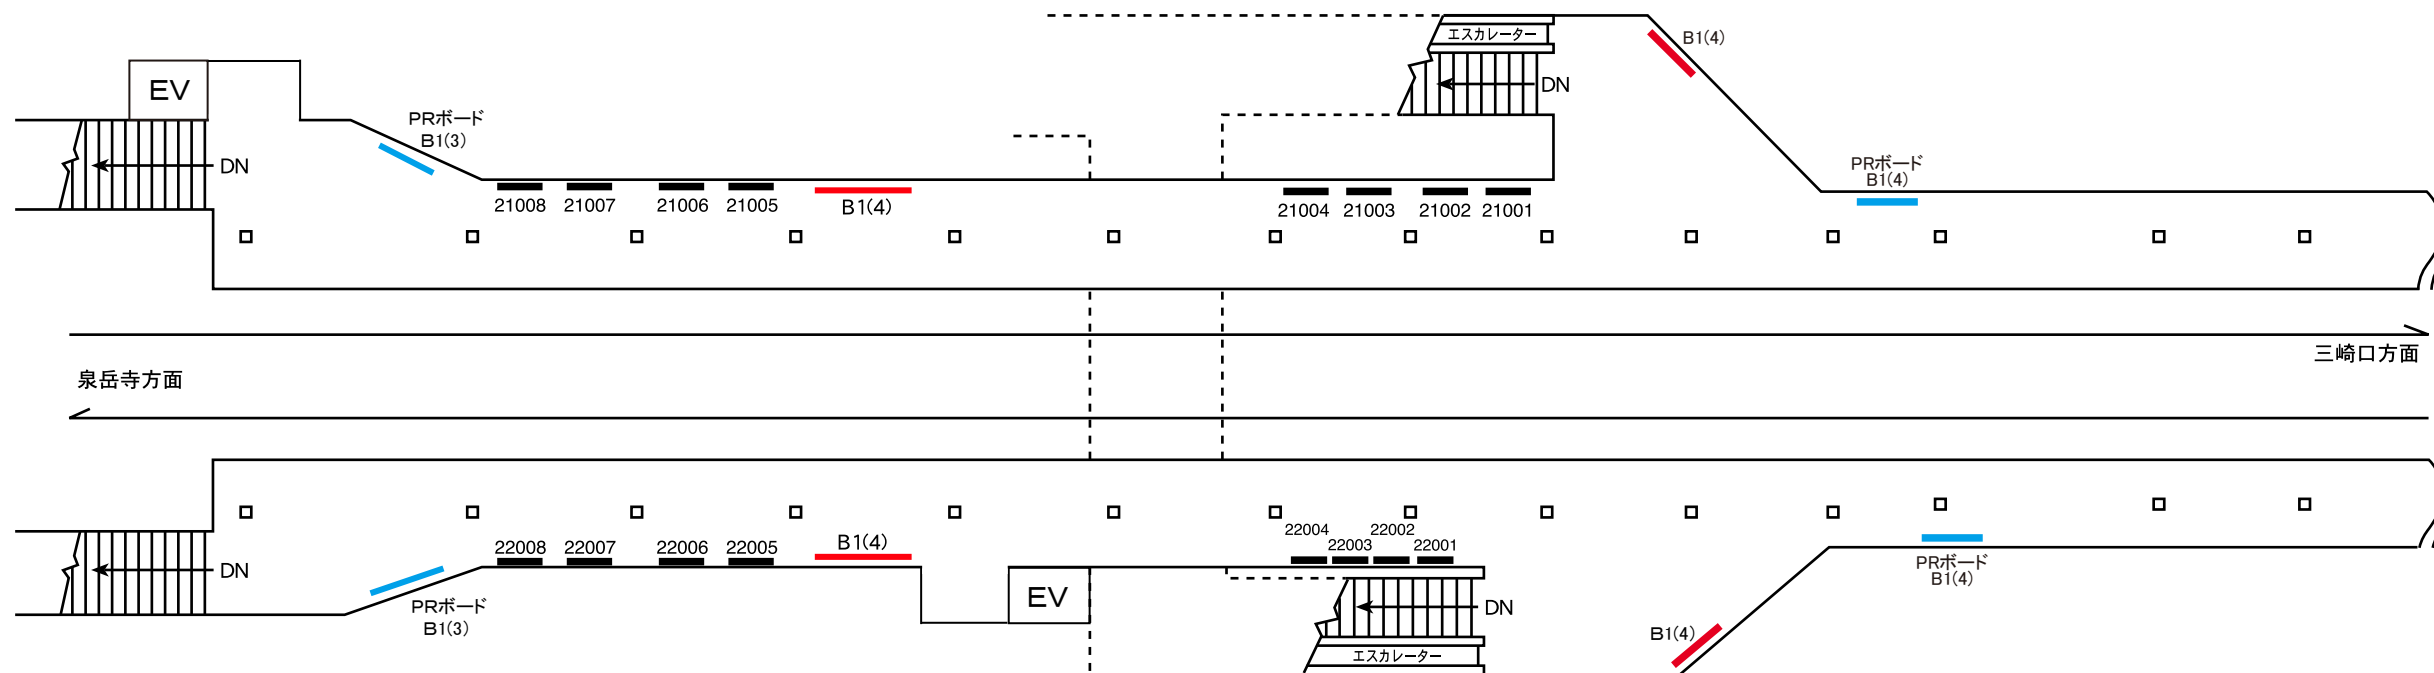 エスカレーター
B1(4)
EV
DN
PRボード
B1(3)
DN
PRボード
B1(4)
21008
21007
21006
21005
B1(4)
21004
21003
21002
21001
三崎口方面
泉岳寺方面
22008
22007
22006
22005
B1(4)
22004
22003
22002
22001
DN
PRボード
B1(3)
EV
DN
エスカレーター
B1(4)
PRボード
B1(4)